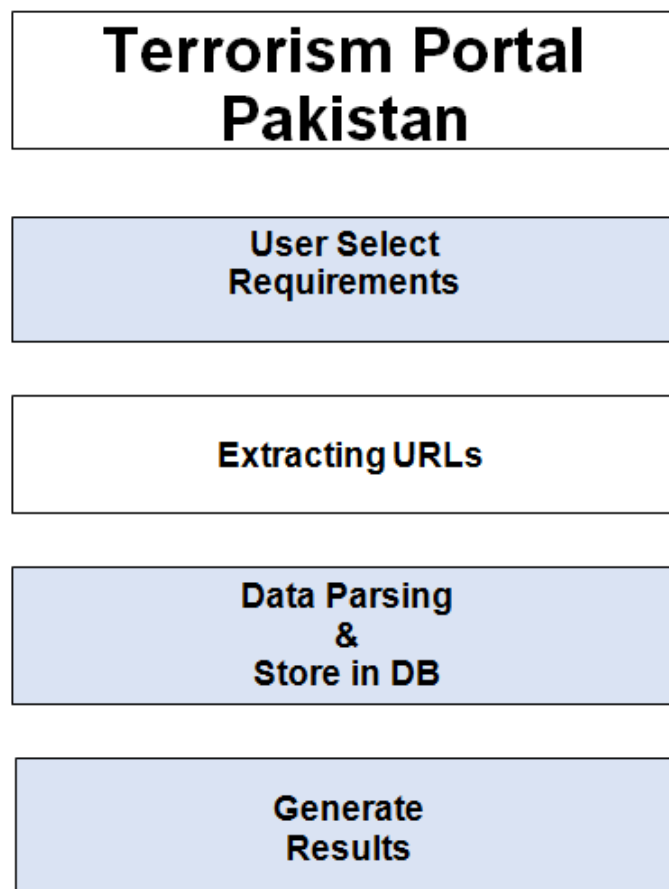 Terrorism Portal
Pakistan
User Select
Requirements
Extracting URLs
Data Parsing
&
Store in DB
Generate
Results